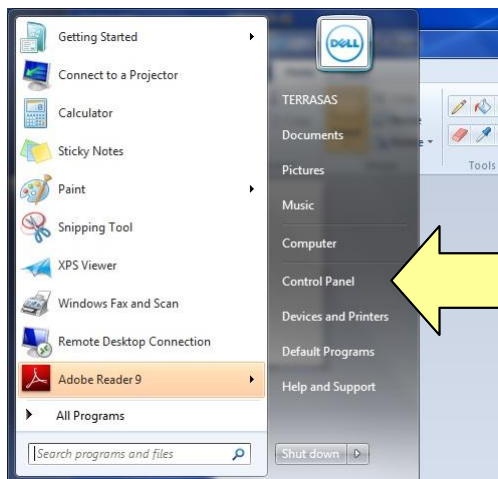 Getting Started
Connect to a Projector
Calculator
Sticky Notes
Paint
Snipping Tool
XPS Viewer
Windows Fax and Scan
Remote Desktop Connection
Adobe Reader 9
All Programs
Search programs and files
DELL
TERRASAS
Documents
Pictures
Music
Computer
Control Panel
Devices and Printers
Default Programs
Help and Support
Shut down
Tools